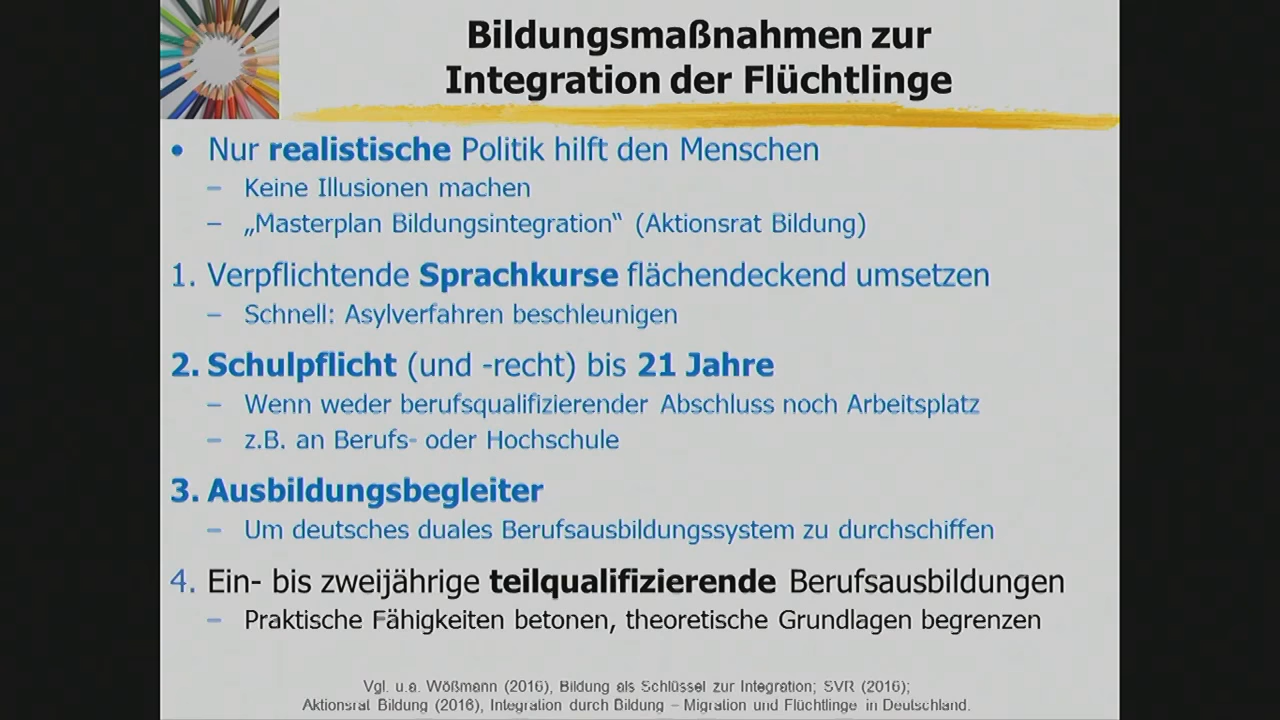 Bildungsmaßnahmen zur
Integration der Flüchtlinge
• Nur realistische Politik hilft den Menschen
– Keine Illusionen machen
– „Masterplan Bildungsintegration“ (Aktionsrat Bildung)
1. Verpflichtende Sprachkurse flächendeckend umsetzen
– Schnell: Asylverfahren beschleunigen
2. Schulpflicht (und -recht) bis 21 Jahre
– Wenn weder berufsqualifizierender Abschluss noch Arbeitsplatz
– z.B. an Berufs- oder Hochschule
3. Ausbildungsbegleiter
– Um deutsches duales Berufsausbildungssystem zu durchschiffen
4. Ein- bis zweijährige teilqualifizierende Berufsausbildungen
– Praktische Fähigkeiten betonen, theoretische Grundlagen begrenzen
Vgl. u.a. Wößmann (2016), Bildung als Schlüssel zur Integration; SVR (2016);
Aktionsrat Bildung (2016), Integration durch Bildung – Migration und Flüchtlinge in Deutschland.